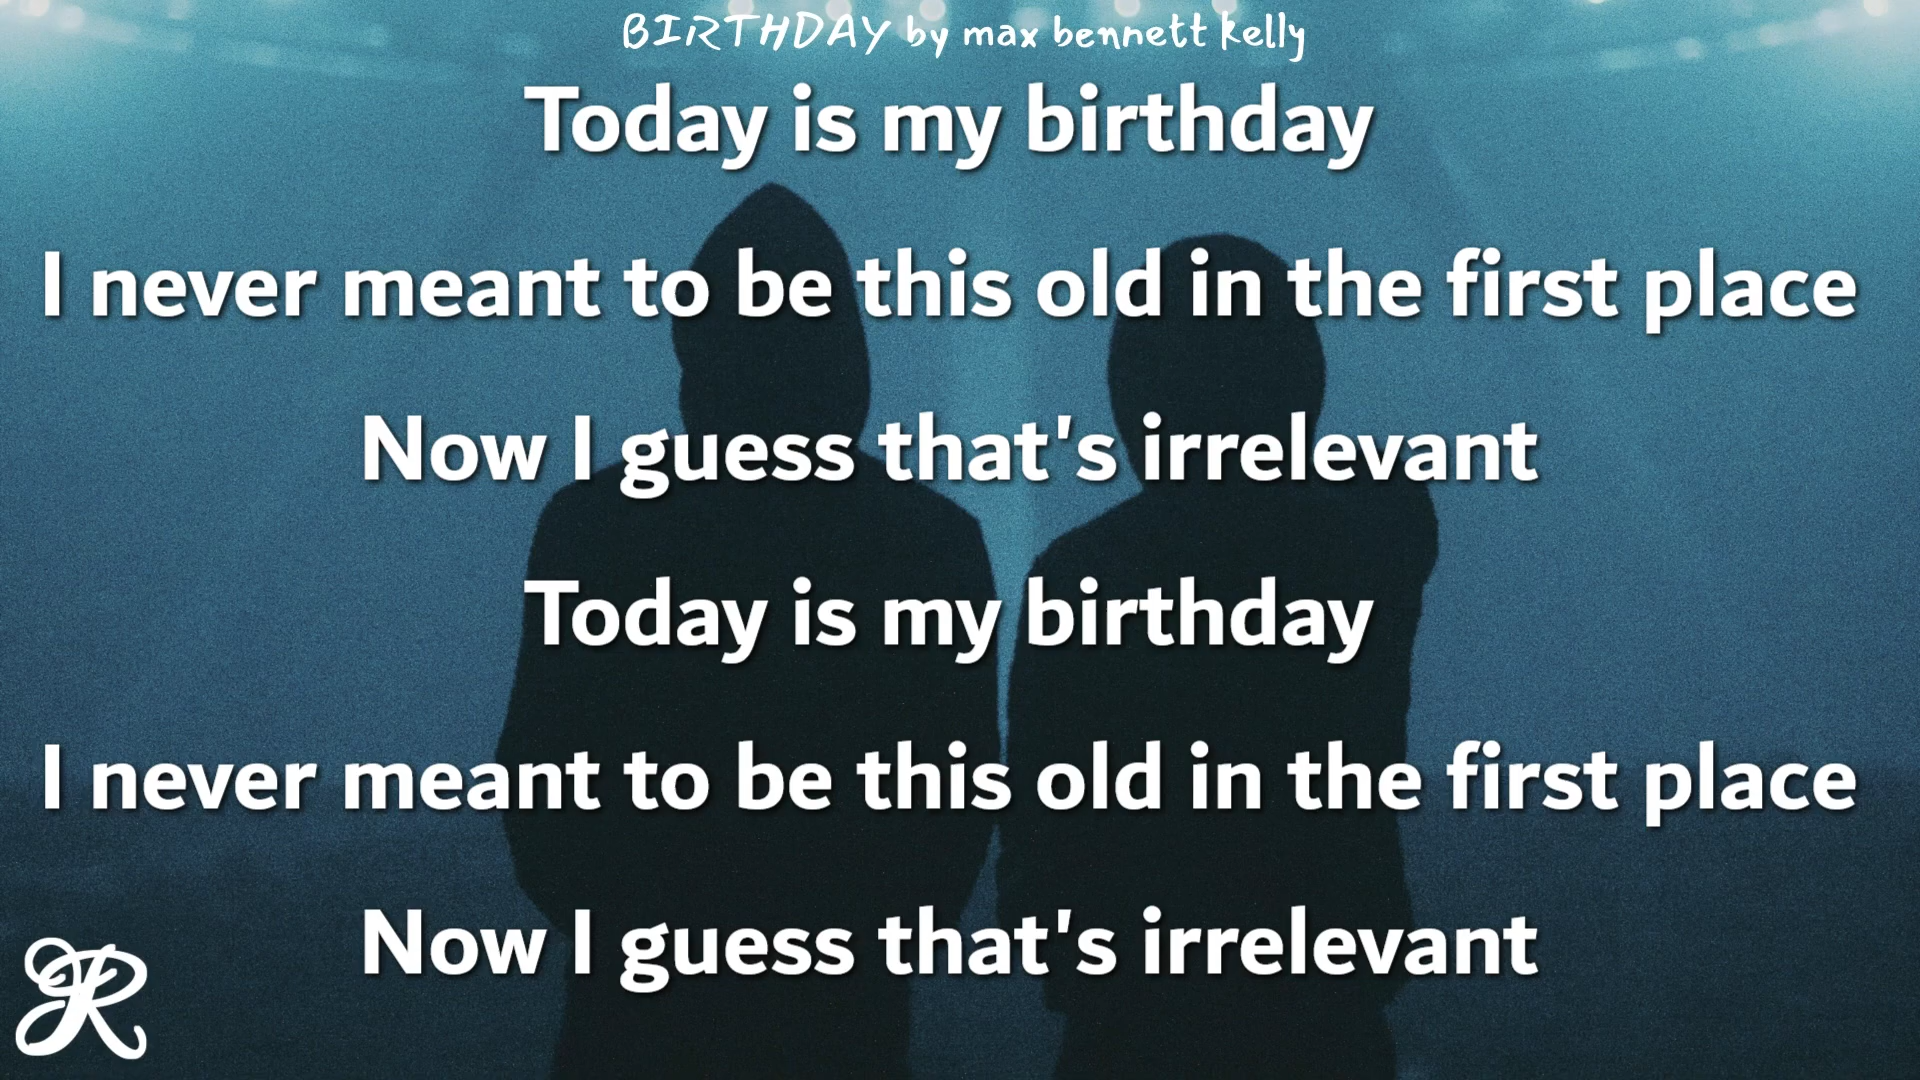 BIRTHDAY by max bennett kelly
Today is my birthday
I never meant to be this old in the first place
Now I guess that's irrelevant
Today is my birthday
I never meant to be this old in the first place
Now I guess that's irrelevant
R